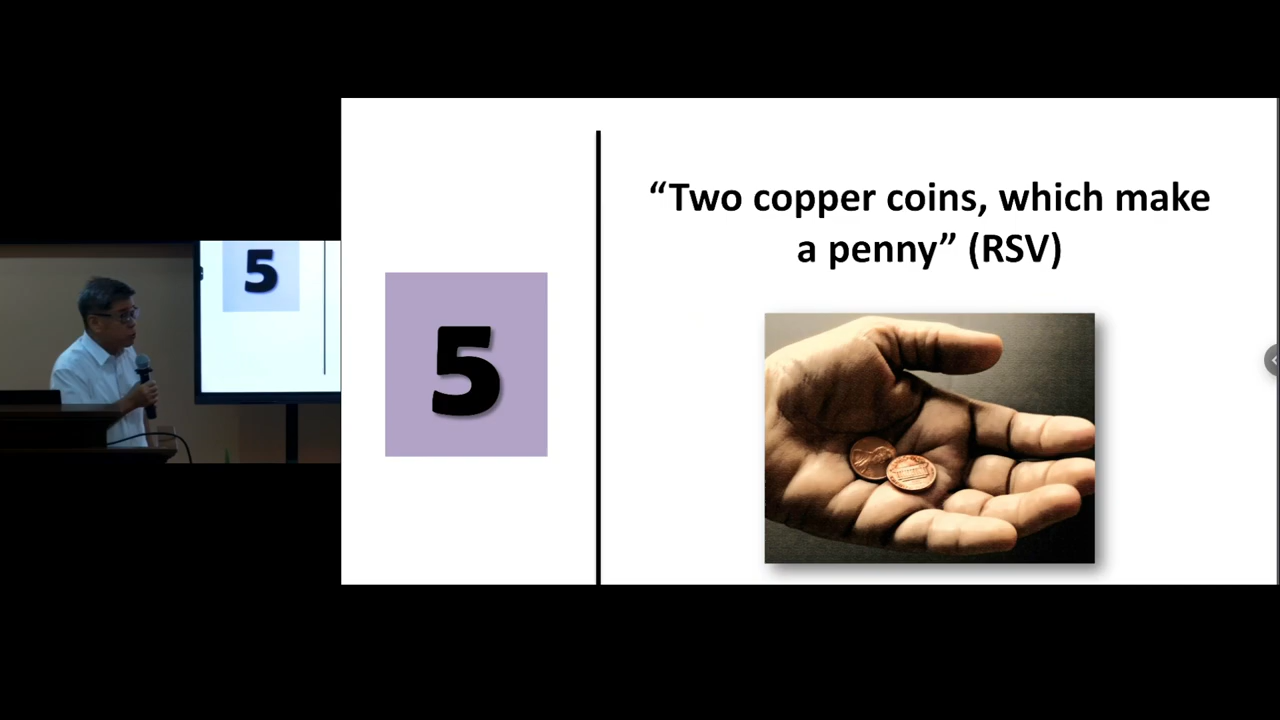 5
5
“Two copper coins, which make
a penny” (RSV)